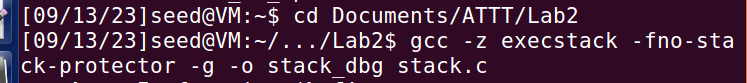 [09/13/23]seed@VM:~$ cd Documents/ATTT/Lab2
[09/13/23]seed@VM:~/.../Lab2$ gcc -z execstack -fno-sta
ck-protector -g -o stack_dbg stack.c